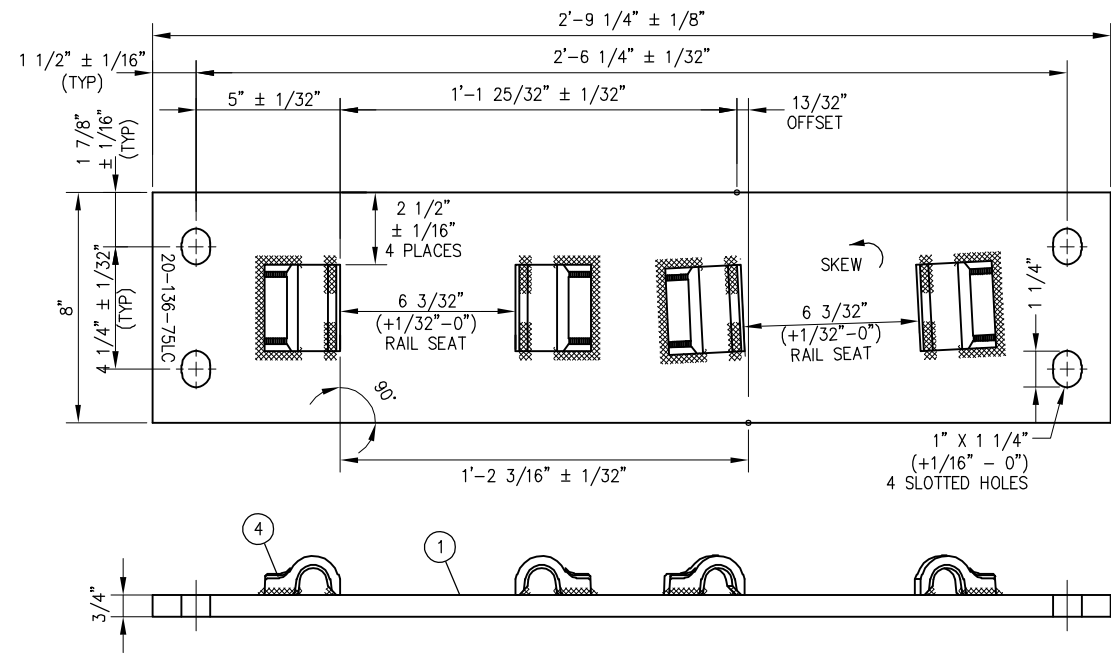 2'-9 1/4" ± 1/8"
2'-6 1/4" ± 1/32"
1 1/2" ± 1/16"
(TYP)
5" ± 1/32"
1'-1 25/32" ± 1/32"
13/32"
OFFSET
1 7/8"
± 1/16"
(TYP)
2 1/2"
± 1/16"
4 PLACES
8"
4 1/4" ± 1/32"
(TYP)
20-136-75LC
6 3/32"
(+1/32"-0")
RAIL SEAT
SKEW
6 3/32"
(+1/32"-0")
RAIL SEAT
1 1/4"
90°
1" X 1 1/4"
(+1/16" - 0")
4 SLOTTED HOLES
1'-2 3/16" ± 1/32"
4
1
3/4"